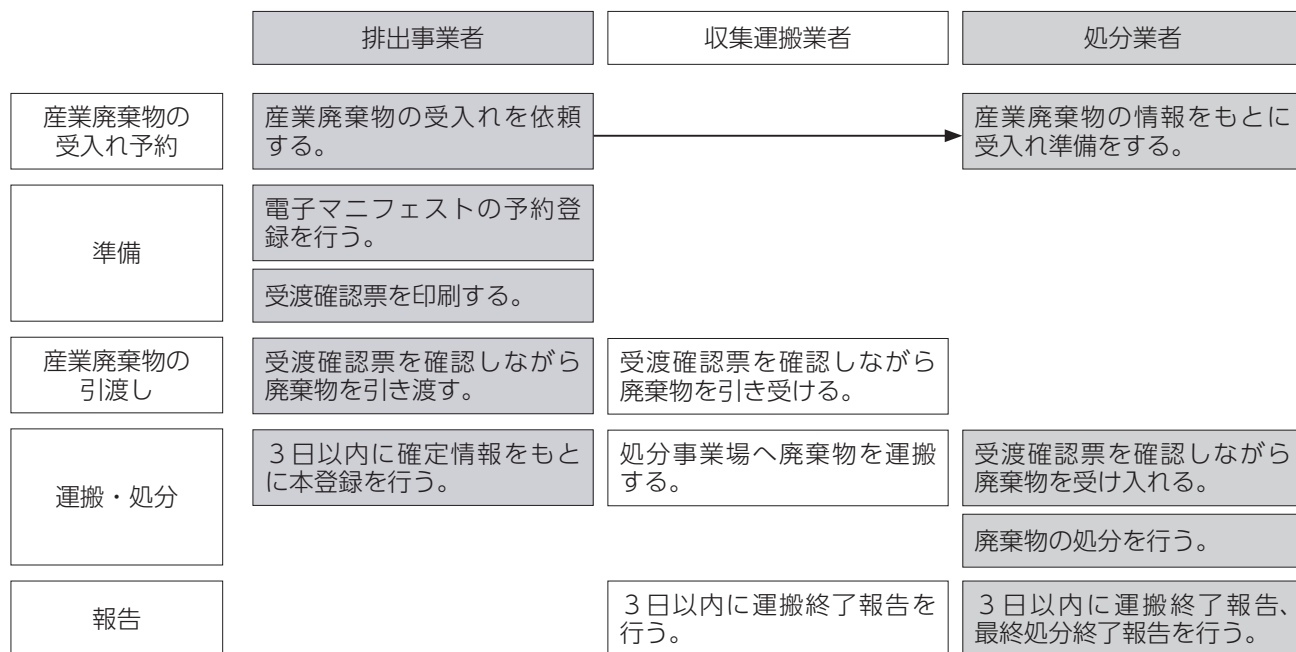 排出事業者
収集運搬業者
処分業者
産業廃棄物の
受入れ予約
産業廃棄物の受入れを依頼
する。
産業廃棄物の情報をもとに
受入れ準備をする。
準備
電子マニフェストの予約登
録を行う。
受渡確認票を印刷する。
産業廃棄物の
引渡し
受渡確認票を確認しながら
廃棄物を引き渡す。
受渡確認票を確認しながら
廃棄物を引き受ける。
運搬・処分
3日以内に確定情報をもと
に本登録を行う。
処分事業場へ廃棄物を運搬
する。
受渡確認票を確認しながら
廃棄物を受け入れる。
廃棄物の処分を行う。
報告
3日以内に運搬終了報告を
行う。
3日以内に運搬終了報告、
最終処分終了報告を行う。